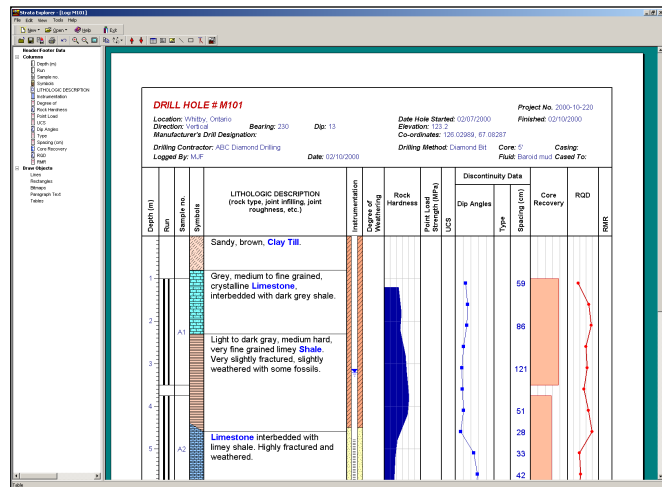 Strata Explorer - [Log M101]
File Edit View Tools Help
New Open Help Exit
Header/Footer Data
Columns
Depth (m)
Run
Sample no.
Symbols
LITHOLOGIC DESCRIPTION
Instrumentation
Degree of
Rock Hardness
Point Load
UCS
Dip Angles
Type
Spacing (cm)
Core Recovery
RQD
RMR
Draw Objects
Lines
Rectangles
Bitmaps
Paragraph Text
Tables
DRILL HOLE # M101
Project No. 2000-10-220
Location: Whitby, Ontario Date Hole Started: 02/07/2000 Finished: 02/10/2000
Direction: Vertical Bearing: 230 Dip: 13 Elevation: 123.2
Manufacturer's Drill Designation: Co-ordinates: 126.02989, 67.08287
Drilling Contractor: ABC Diamond Drilling Drilling Method: Diamond Bit Core: 5' Casing:
Logged By: MJF Date: 02/10/2000 Fluid: Baroid mud Cased To:
Depth (m)
Run
Sample no.
Symbols
LITHOLOGIC DESCRIPTION
(rock type, joint infilling, joint
roughness, etc.)
Instrumentation
Degree of
Weathering
Rock
Hardness
Point Load
Strength (MPa)
UCS
Discontinuity Data
Dip Angles
Type
Spacing (cm)
Core
Recovery
RQD
RMR
Sandy, brown, Clay Till.
1
Grey, medium to fine grained,
crystalline Limestone,
interbedded with dark grey shale.
59
2
A1
86
Light to dark gray, medium hard,
very fine grained limey Shale.
Very slightly fractured, slightly
weathered with some fossils.
3
121
4
51
28
Limestone interbedded with
limey shale. Highly fractured and
weathered.
5
A2
33
42
Table